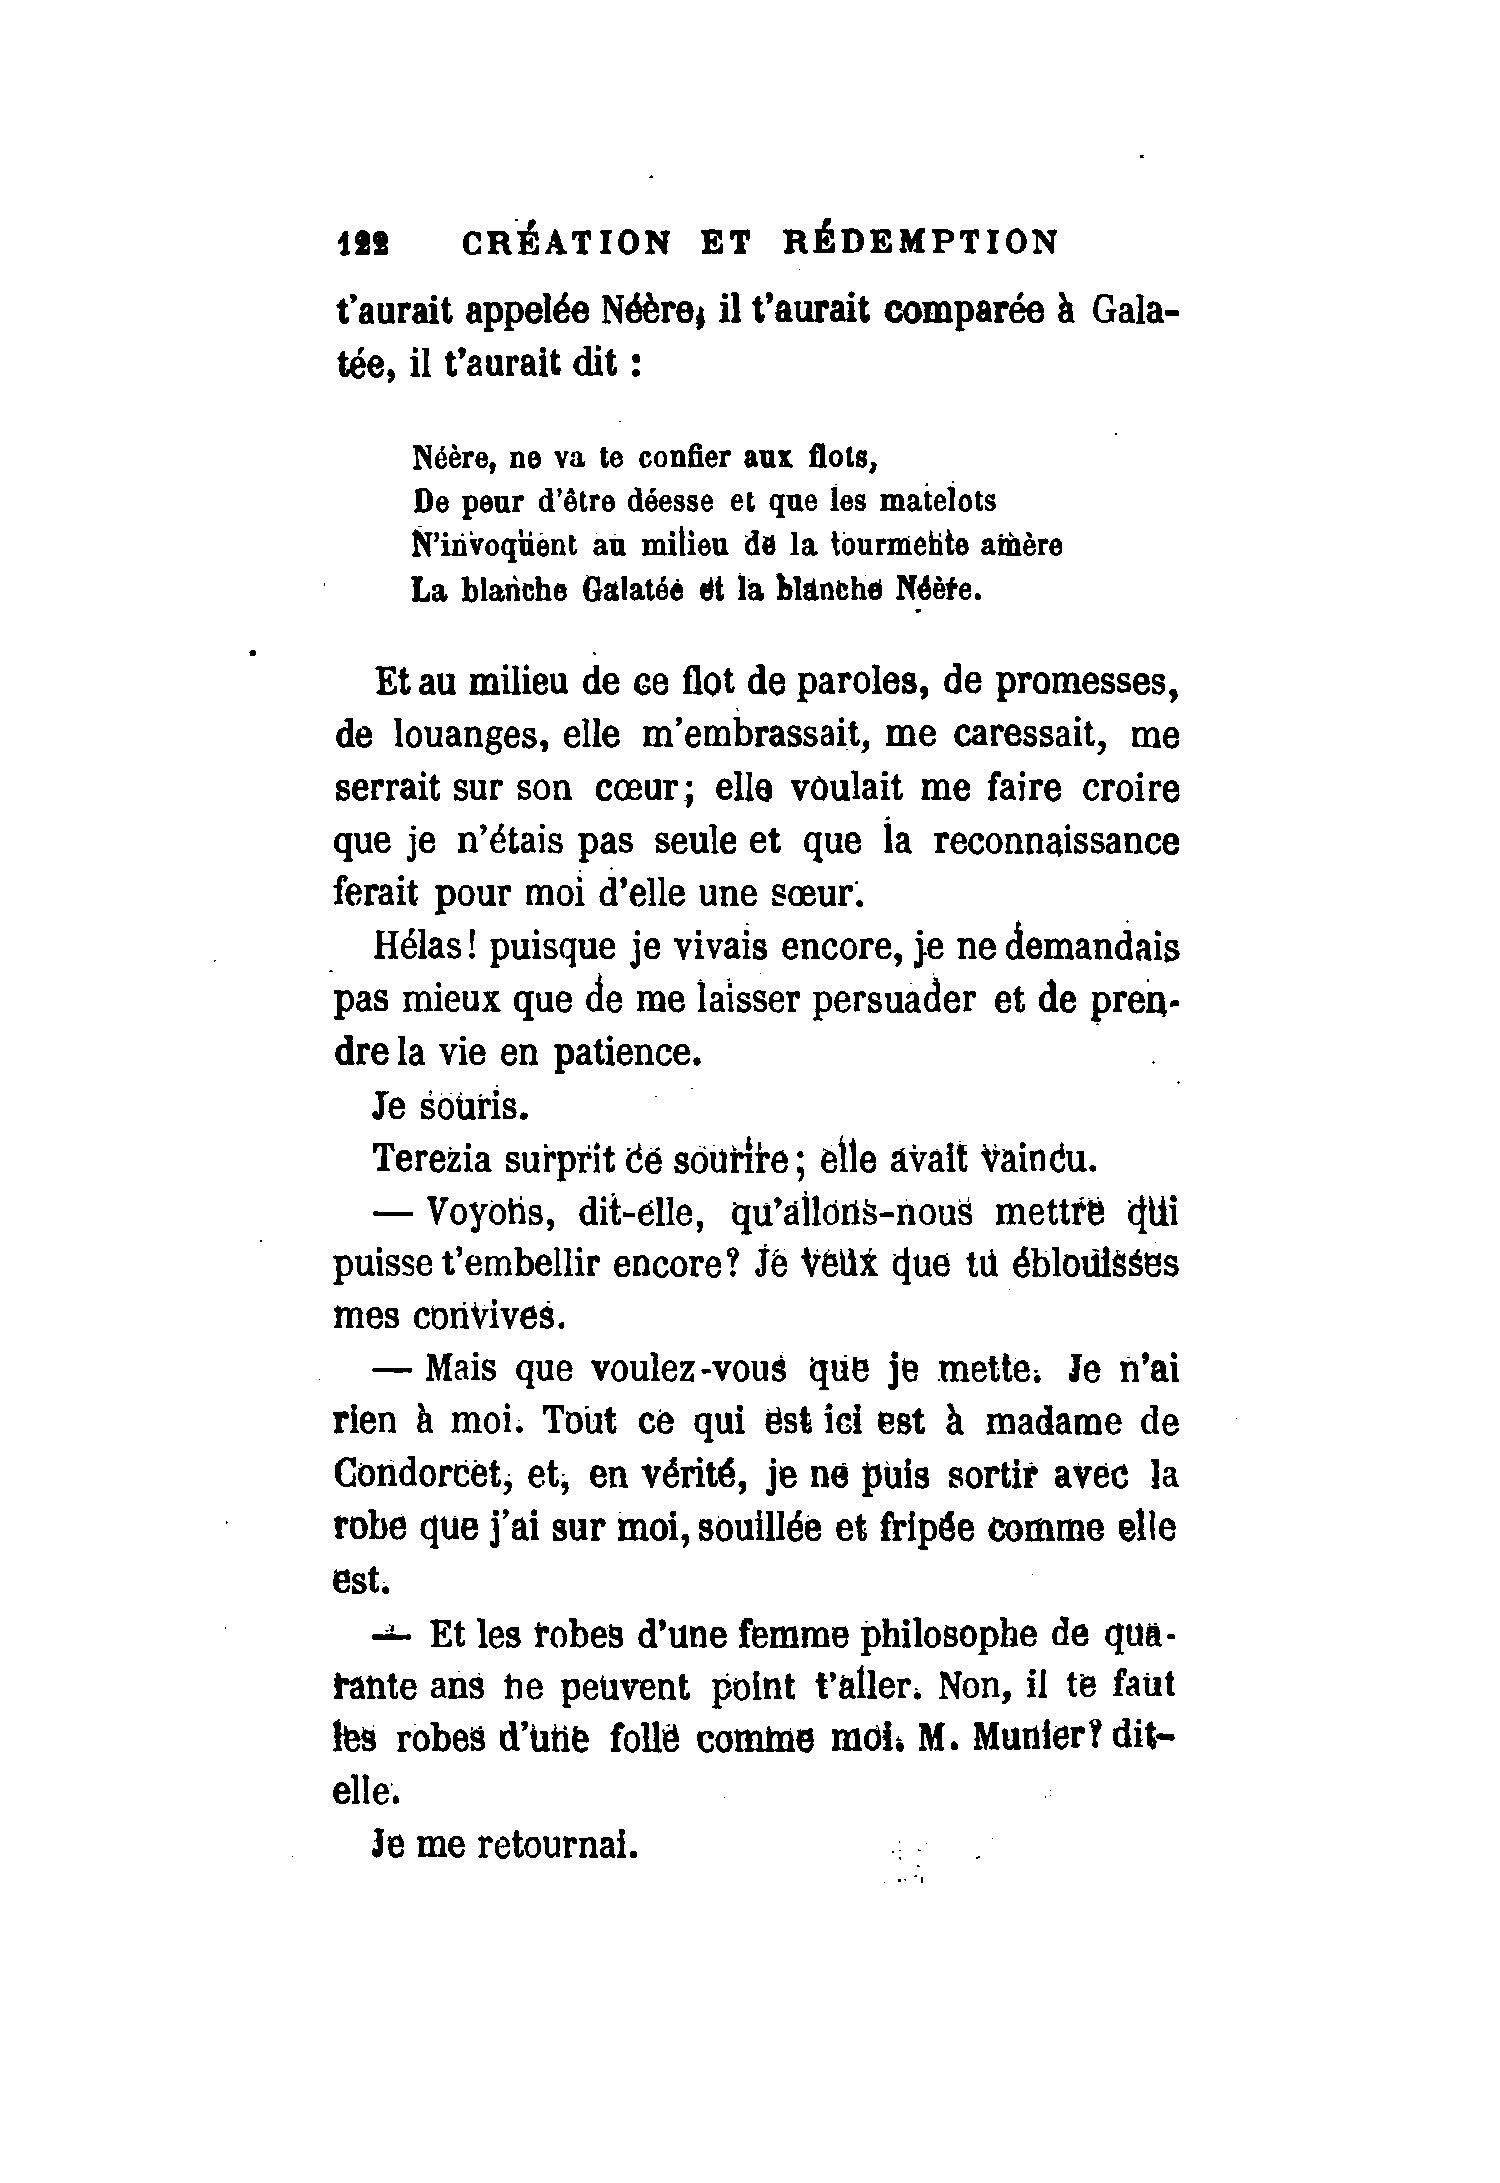 122 CRÉATION ET RÉDEMPTION
t'aurait appelée Néère, il t'aurait comparée à Gala-
tée, il t'aurait dit :
Néère, ne va te confier aux flots,
De peur d'être déesse et que les matelots
N'invoquent au milieu de la tourmente amère
La blanche Galatée et la blanche Néère.
Et au milieu de ce flot de paroles, de promesses,
de louanges, elle m'embrassait, me caressait, me
serrait sur son cœur; elle voulait me faire croire
que je n'étais pas seule et que la reconnaissance
ferait pour moi d'elle une sœur.
Hélas! puisque je vivais encore, je ne demandais
pas mieux que de me laisser persuader et de pren-
dre la vie en patience.
Je souris.
Terezia surprit ce sourire; elle avait vaincu.
— Voyons, dit-elle, qu'allons-nous mettre qui
puisse t'embellir encore? Je veux que tu éblouisses
mes convives.
— Mais que voulez-vous que je mette. Je n'ai
rien à moi. Tout ce qui est ici est à madame de
Condorcet, et, en vérité, je ne puis sortir avec la
robe que j'ai sur moi, souillée et fripée comme elle
est.
— Et les robes d'une femme philosophe de qua-
rante ans ne peuvent point t'aller. Non, il te faut
les robes d'une folle comme moi. M. Munier? dit-
elle.
Je me retournai.